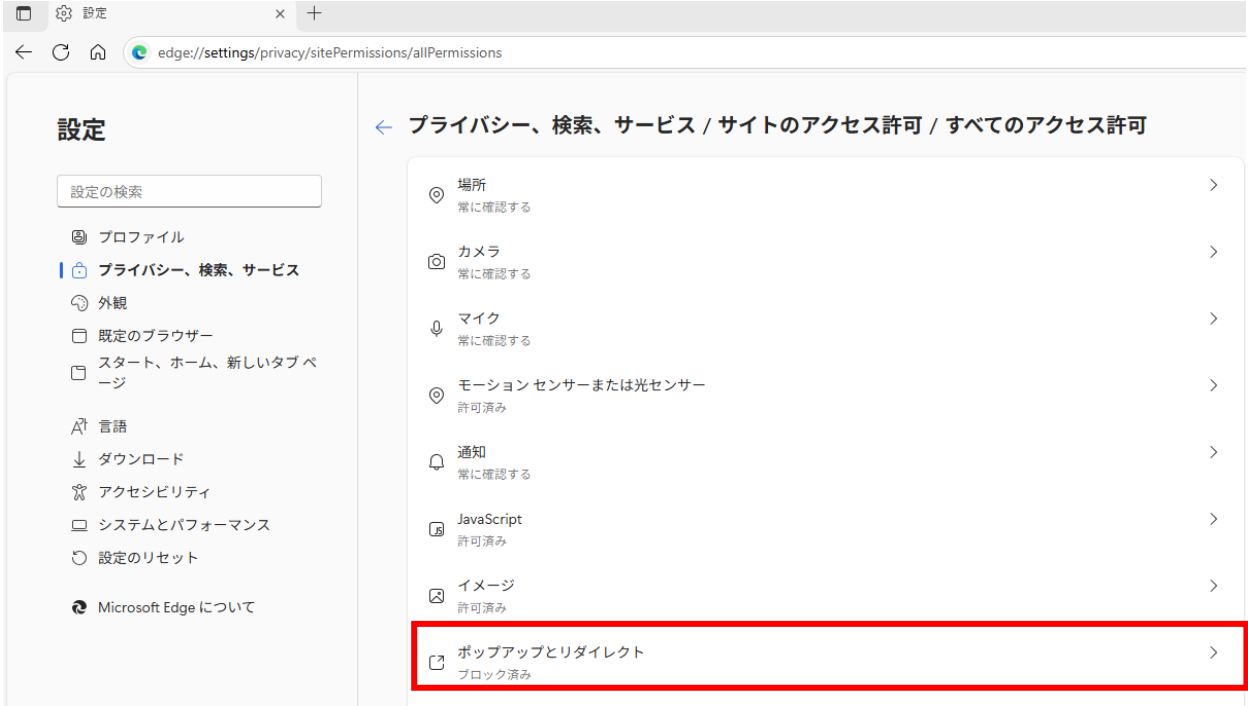 設定
edge://settings/privacy/sitePermissions/allPermissions
設定
設定の検索
プロファイル
プライバシー、検索、サービス
外観
既定のブラウザー
スタート、ホーム、新しいタブ ペ
ージ
言語
ダウンロード
アクセシビリティ
システムとパフォーマンス
設定のリセット
Microsoft Edge について
プライバシー、検索、サービス / サイトのアクセス許可 / すべてのアクセス許可
場所
常に確認する
カメラ
常に確認する
マイク
常に確認する
モーション センサーまたは光センサー
許可済み
通知
常に確認する
JavaScript
許可済み
イメージ
許可済み
ポップアップとリダイレクト
ブロック済み